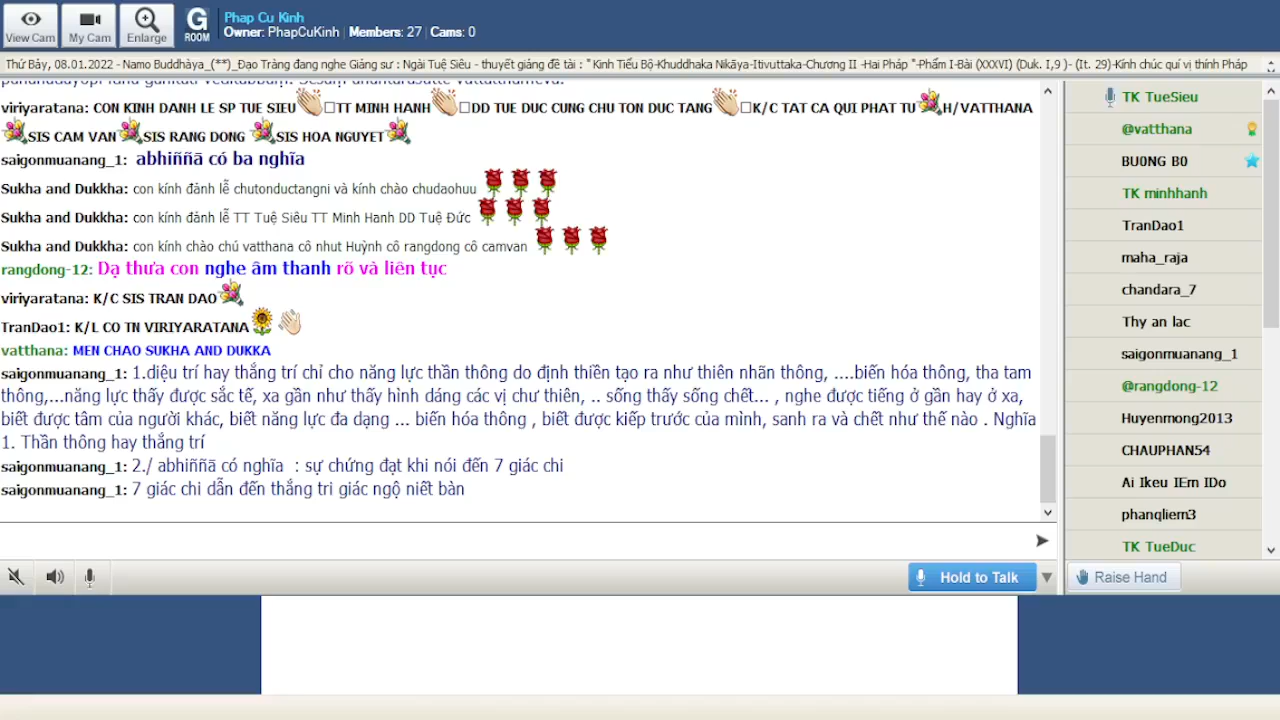 Phap Cu Kinh
Owner: PhapCuKinh | Members: 27 | Cams: 0
View Cam
My Cam
Enlarge
G
ROOM
Thứ Bảy, 08.01.2022 - Namo Buddhàya_(**)_Đạo Tràng đang nghe Giảng sư : Ngài Tuệ Siêu - thuyết giảng đề tài : " Kinh Tiểu Bộ-Khuddhaka Nikāya-Itivuttaka-Chương II -Hai Pháp "-Phẩm I-Bài (XXXVI) (Duk. I,9 ) - (It. 29)-Kính chúc quí vị thính Pháp
viriyaratana: CON KINH DANH LE SP TUE SIEU TT MINH HANH DD TUE DUC CUNG CHU TON DUC TANG K/C TAT CA QUI PHAT TU H/VATTHANA
SIS CAM VAN SIS RANG DONG SIS HOA NGUYET
saigonmuanang_1: abhiññā có ba nghĩa
Sukha and Dukkha: con kính đảnh lễ chutonductangni và kính chào chudaohuu
Sukha and Dukkha: con kính đảnh lễ TT Tuệ Siêu TT Minh Hanh DD Tuệ Đức
Sukha and Dukkha: con kính chào chú vatthana cô nhut Huỳnh cô rangdong cô camvan
rangdong-12: Dạ thưa con nghe âm thanh rõ và liên tục
viriyaratana: K/C SIS TRAN DAO
TranDao1: K/L CO TN VIRIYARATANA
vatthana: MEN CHAO SUKHA AND DUKKA
saigonmuanang_1: 1.diệu trí hay thắng trí chỉ cho năng lực thần thông do định thiền tạo ra như thiên nhãn thông, ....biến hóa thông, tha tam
thông,...năng lực thấy được sắc tế, xa gần như thấy hình dáng các vị chư thiên, .. sống thấy sống chết... , nghe được tiếng ở gần hay ở xa,
biết được tâm của người khác, biết năng lực đa dạng ... biến hóa thông , biết được kiếp trước của mình, sanh ra và chết như thế nào . Nghĩa
1. Thần thông hay thắng trí
saigonmuanang_1: 2./ abhiññā có nghĩa : sự chứng đạt khi nói đến 7 giác chi
saigonmuanang_1: 7 giác chi dẫn đến thắng tri giác ngộ niết bàn
Hold to Talk
TK TueSieu
@vatthana
BU0NG B0
TK minhhanh
TranDao1
maha_raja
chandara_7
Thy an lac
saigonmuanang_1
@rangdong-12
Huyenmong2013
CHAUPHAN54
Ai Ikeu IEm IDo
phanqliem3
TK TueDuc
Raise Hand